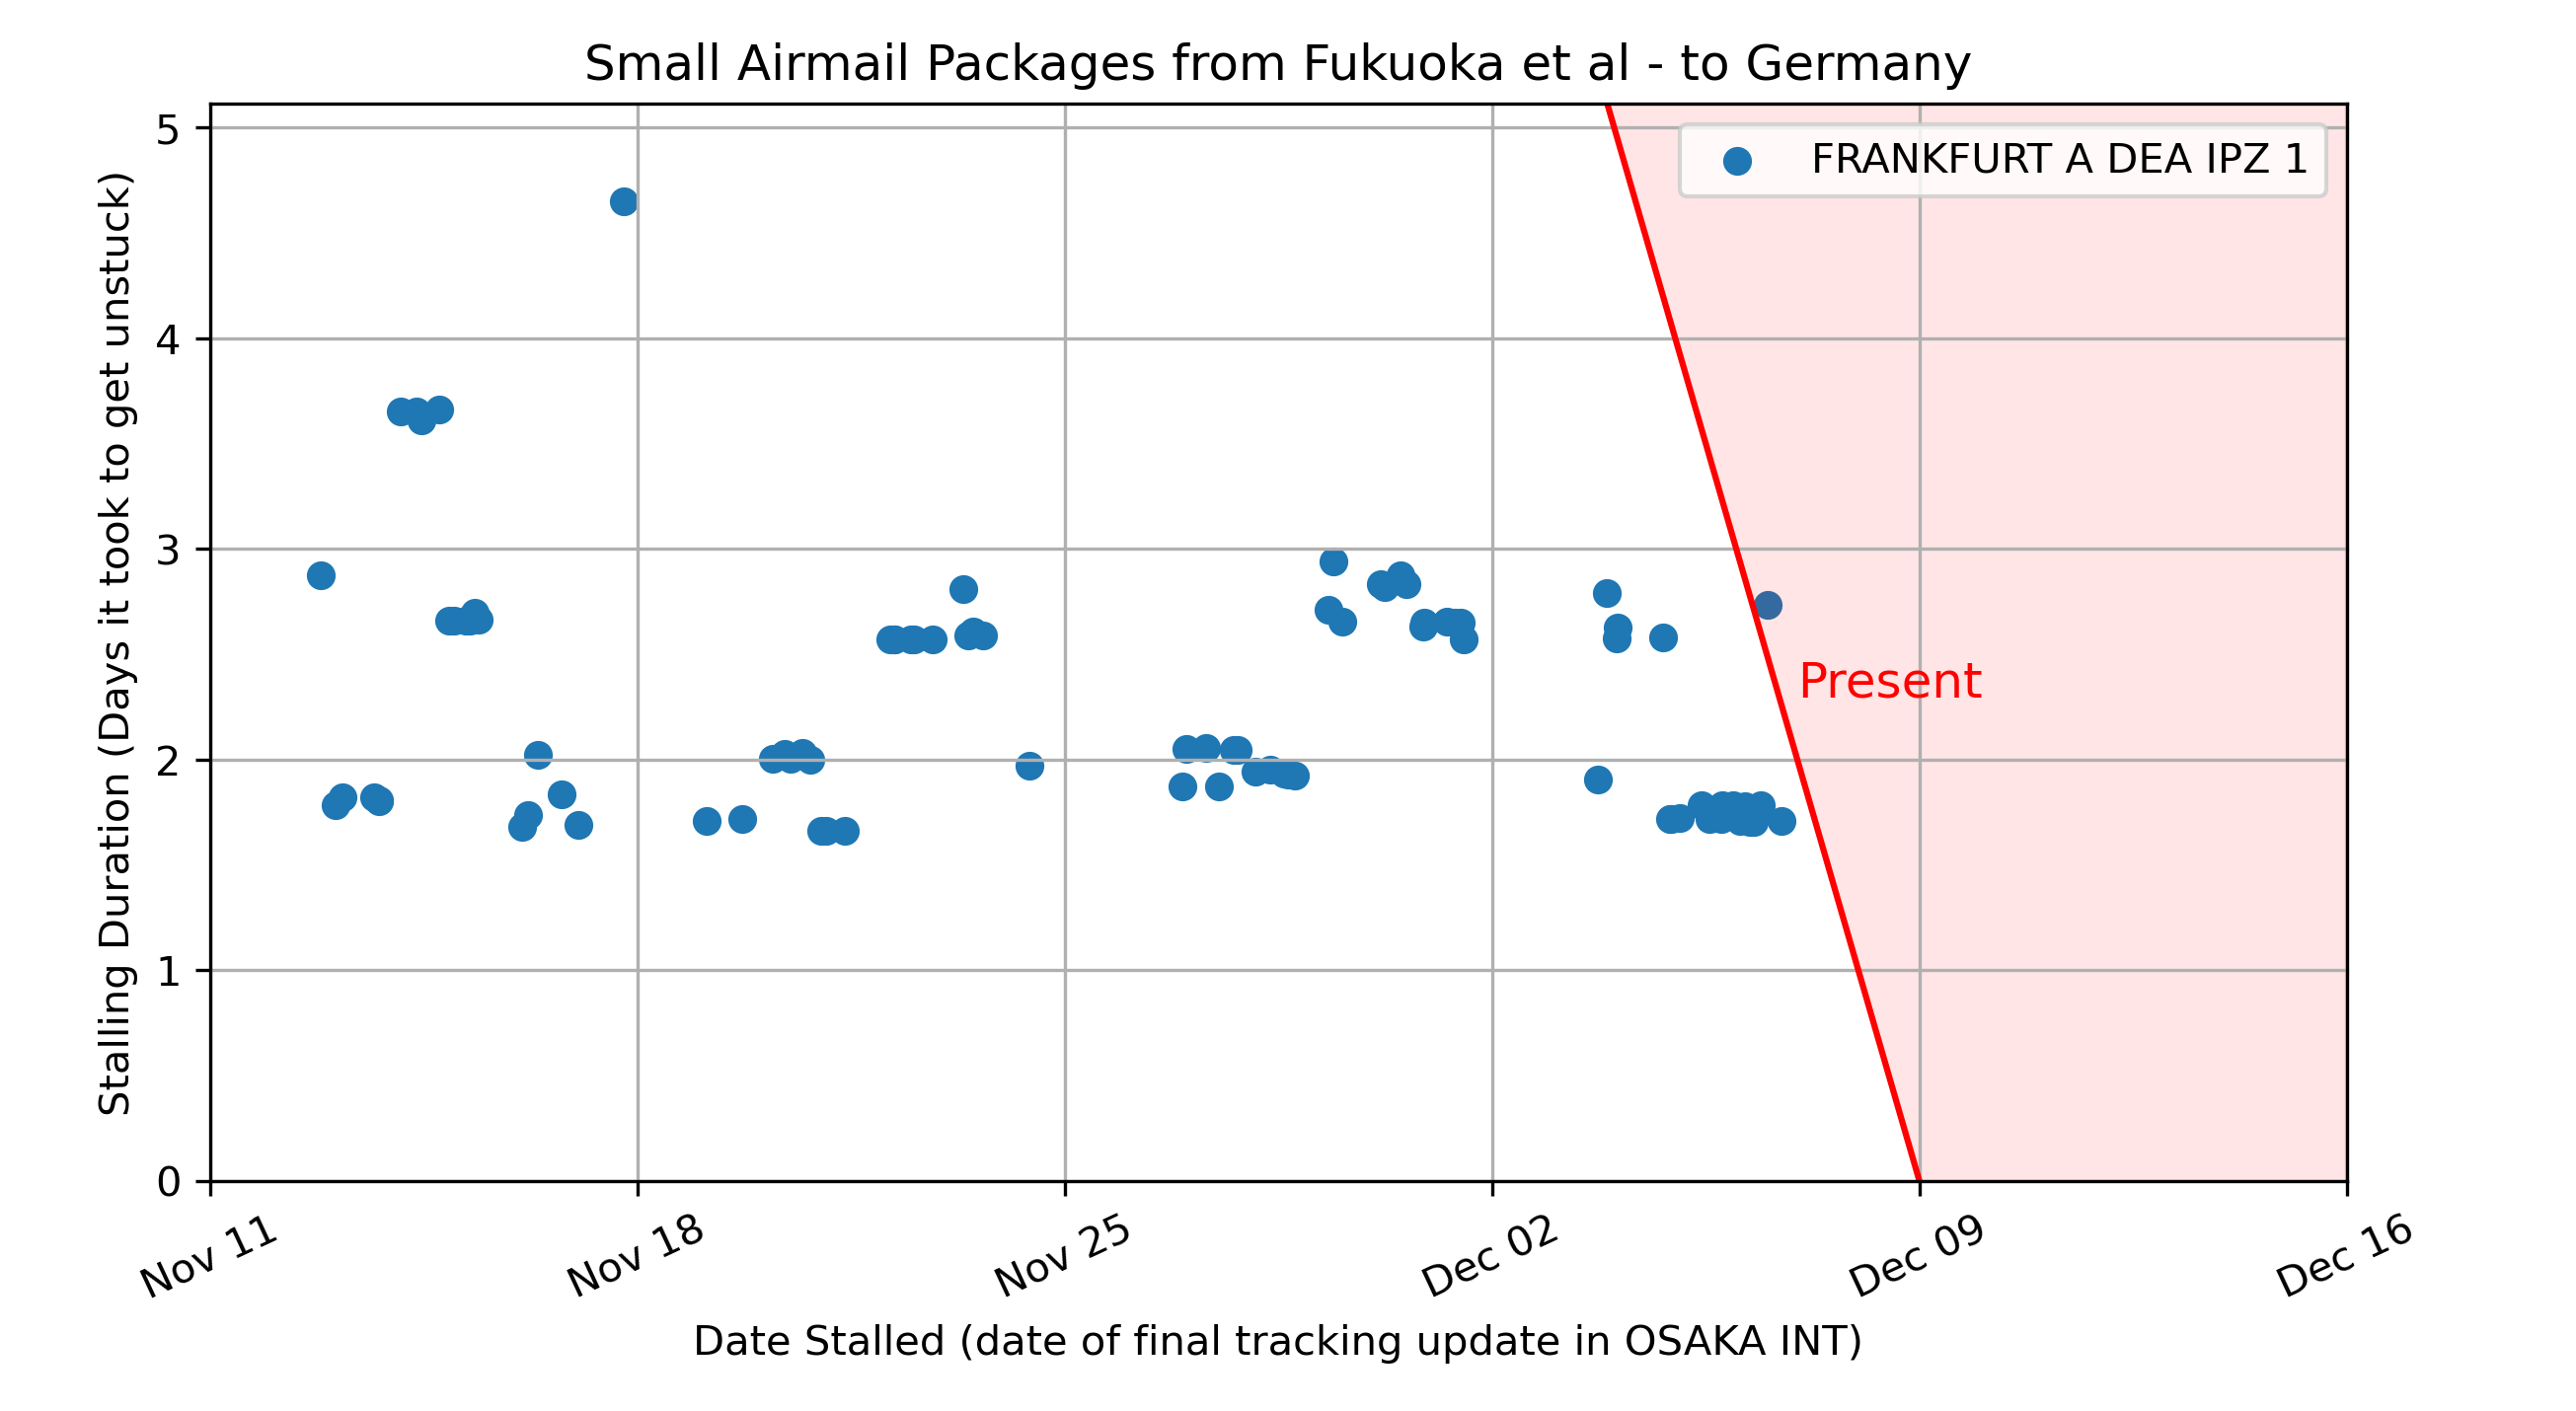 Small Airmail Packages from Fukuoka et al - to Germany
FRANKFURT A DEA IPZ 1
Present
Stalling Duration (Days it took to get unstuck)
5
4
3
2
1
0
Nov 11
Nov 18
Nov 25
Dec 02
Dec 09
Dec 16
Date Stalled (date of final tracking update in OSAKA INT)